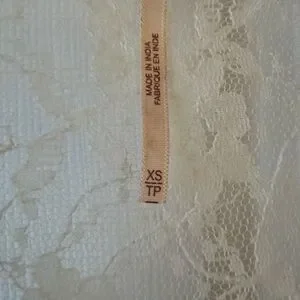 MADE IN INDIA
FABRIQUE EN INDE
XS
TP